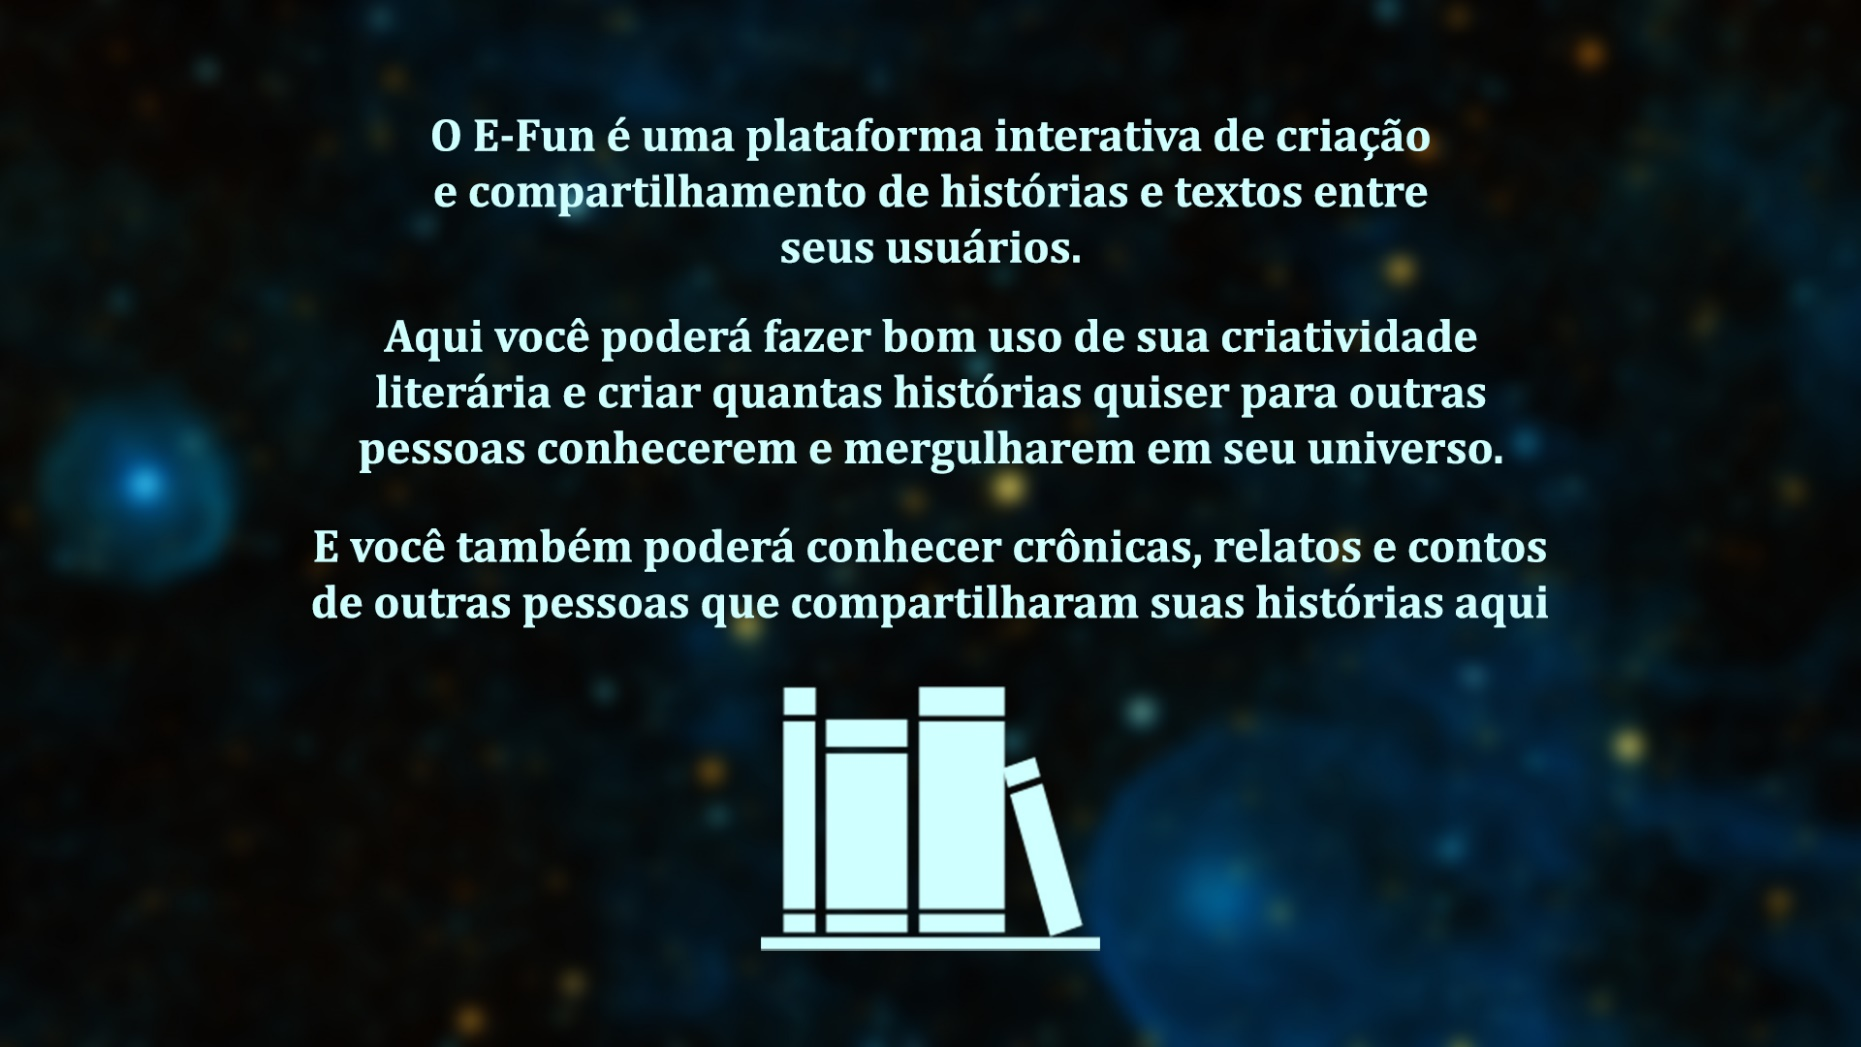 O E-Fun é uma plataforma interativa de criação
e compartilhamento de histórias e textos entre
seus usuários.
Aqui você poderá fazer bom uso de sua criatividade
literária e criar quantas histórias quiser para outras
pessoas conhecerem e mergulharem em seu universo.
E você também poderá conhecer crônicas, relatos e contos
de outras pessoas que compartilharam suas histórias aqui